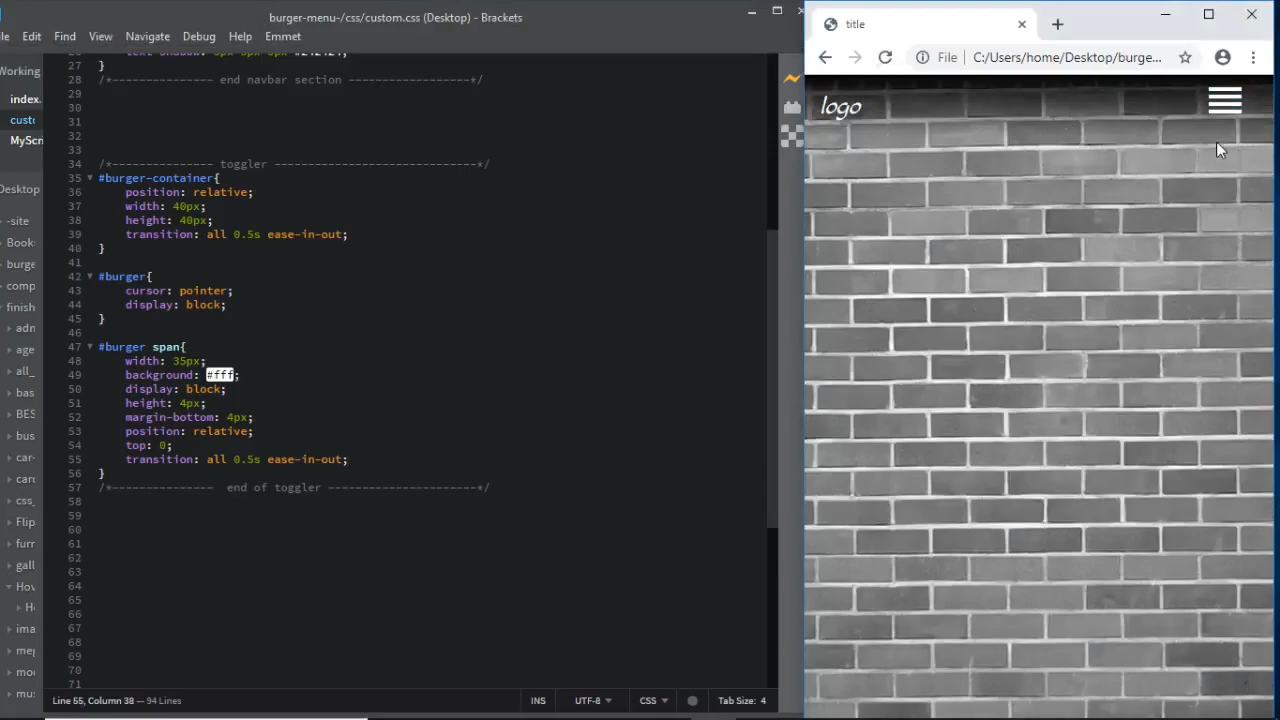 burger-menu-/css/custom.css (Desktop) - Brackets
Edit Find View Navigate Debug Help Emmet
Working
index.
Desktop
-site
Book
burge
comp
finish
adn
age
all_
bas
BES
bus
car-
card
css_
Flip
furr
gall
Hov
ima
meg
mo
mus
27 }
28 /*--------------- end navbar section ------------------*/
29
30
31
32
33
34 /*--------------- toggler ------------------------------*/
35 #burger-container{
36 position: relative;
37 width: 40px;
38 height: 40px;
39 transition: all 0.5s ease-in-out;
40 }
41
42 #burger{
43 cursor: pointer;
44 display: block;
45 }
46
47 #burger span{
48 width: 35px;
49 background: #fff;
50 display: block;
51 height: 4px;
52 margin-bottom: 4px;
53 position: relative;
54 top: 0;
55 transition: all 0.5s ease-in-out;
56 }
57 /*--------------- end of toggler ----------------------*/
58
59
60
61
62
63
64
65
66
67
68
69
70
71
Line 55, Column 38 — 94 Lines
INS UTF-8 CSS Tab Size: 4
title
File C:/Users/home/Desktop/burge...
logo